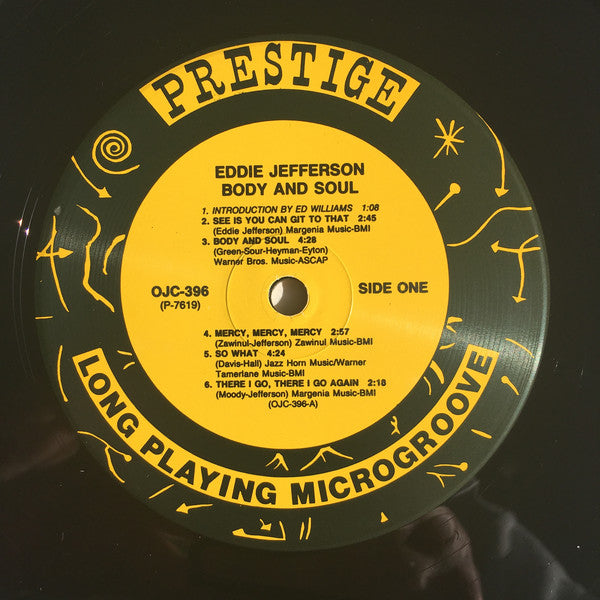 PRESTIGE
EDDIE JEFFERSON
BODY AND SOUL
1. INTRODUCTION BY ED WILLIAMS 1:08
2. SEE IS YOU CAN GIT TO THAT 2:45
(Eddie Jefferson) Margenia Music-BMI
3. BODY AND SOUL 4:28
(Green-Sour-Heyman-Eyton)
Warner Bros. Music-ASCAP
OJC-396
(P-7619)
SIDE ONE
4. MERCY, MERCY, MERCY 2:57
(Zawinul-Jefferson) Zawinul Music-BMI
5. SO WHAT 4:24
(Davis-Hall) Jazz Horn Music/Warner
Tamerlane Music-BMI
6. THERE I GO, THERE I GO AGAIN 2:18
(Moody-Jefferson) Margenia Music-BMI
(OJC-396-A)
LONG PLAYING MICROGROOVE